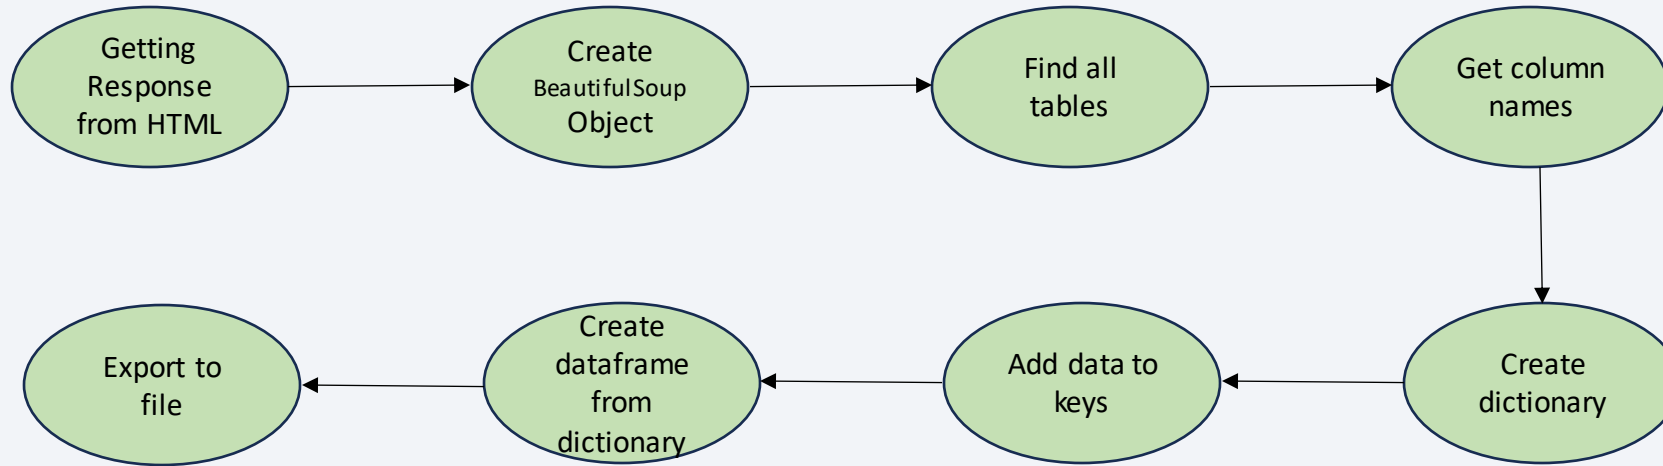 Getting
Response
from HTML
Create
BeautifulSoup
Object
Find all
tables
Get column
names
Create
dictionary
Add data to
keys
Create
dataframe
from
dictionary
Export to
file